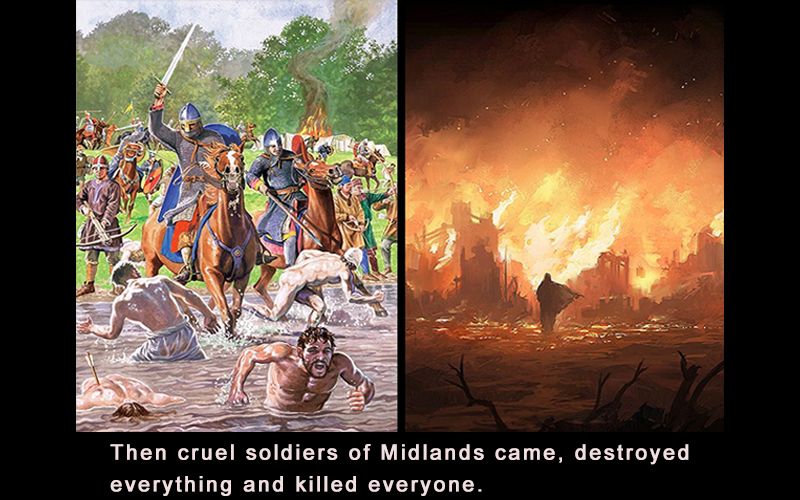 Then cruel soldiers of Midlands came, destroyed
everything and killed everyone.